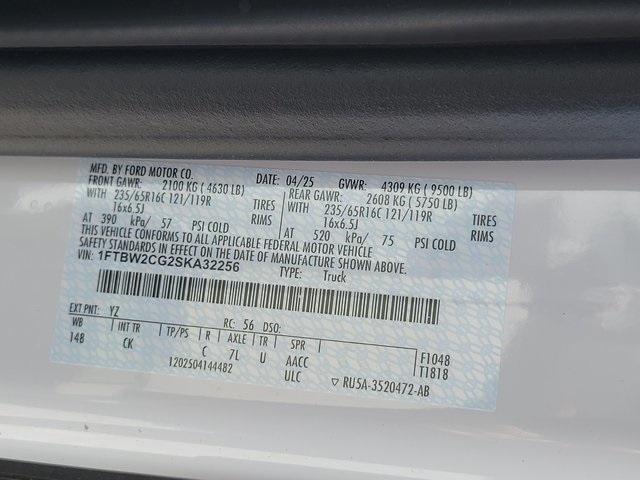 MFD. BY FORD MOTOR CO.
DATE: 04/25 GVWR: 4309 KG (9500 LB)
FRONT GAWR: 2100 KG (4630 LB) REAR GAWR: 2608 KG (5750 LB)
WITH 235/65R16C 121/119R TIRES WITH 235/65R16C 121/119R TIRES
16x6.5J RIMS 16x6.5J RIMS
AT 390 kPa/ 57 PSI COLD AT 520 kPa/ 75 PSI COLD
THIS VEHICLE CONFORMS TO ALL APPLICABLE FEDERAL MOTOR VEHICLE
SAFETY STANDARDS IN EFFECT ON THE DATE OF MANUFACTURE SHOWN ABOVE.
VIN: 1FTBW2CG2SKA32256
TYPE: Truck
EXT PNT: YZ RC: 56 DSO:
WB INT TR TP/PS R AXLE TR SPR
148 CK C 7L U AACC
ULC
F1048
T1818
1202504144482
RU5A-3520472-AB